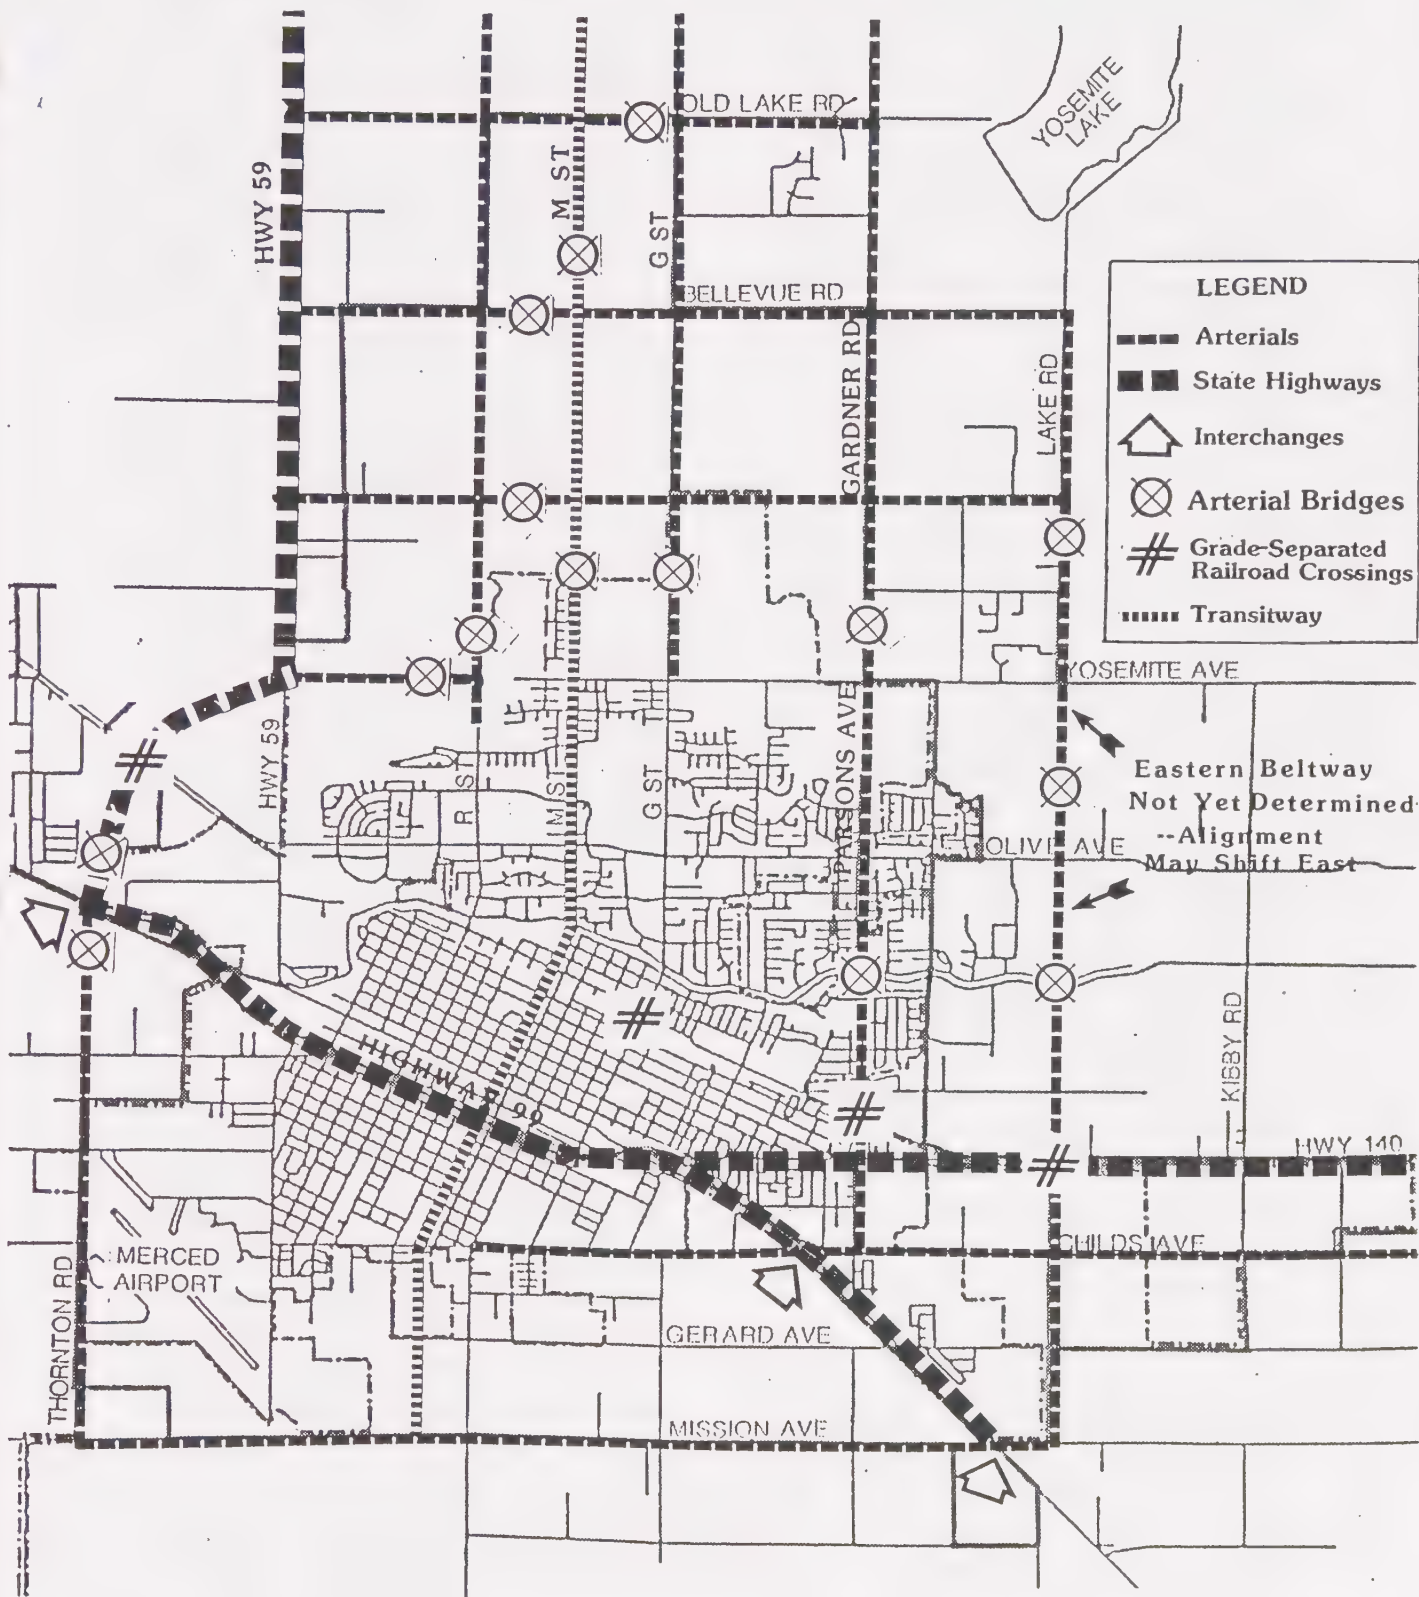 OLD LAKE RD
YOSEMITE
LAKE
HWY 59
M ST
G ST
BELLEVUE RD
GARDNER RD
LAKE RD
LEGEND
Arterials
State Highways
Interchanges
Arterial Bridges
Grade-Separated
Railroad Crossings
Transitway
YOSEMITE AVE
HWY 59
R ST
M ST
G ST
PARSONS AVE
Eastern Beltway
Not Yet Determined
--Alignment
May Shift East
OLIVE AVE
HIGHWAY 99
KIBBY RD
HWY 140
CHILDS AVE
MERCED
AIRPORT
THORNTON RD
GERARD AVE
MISSION AVE